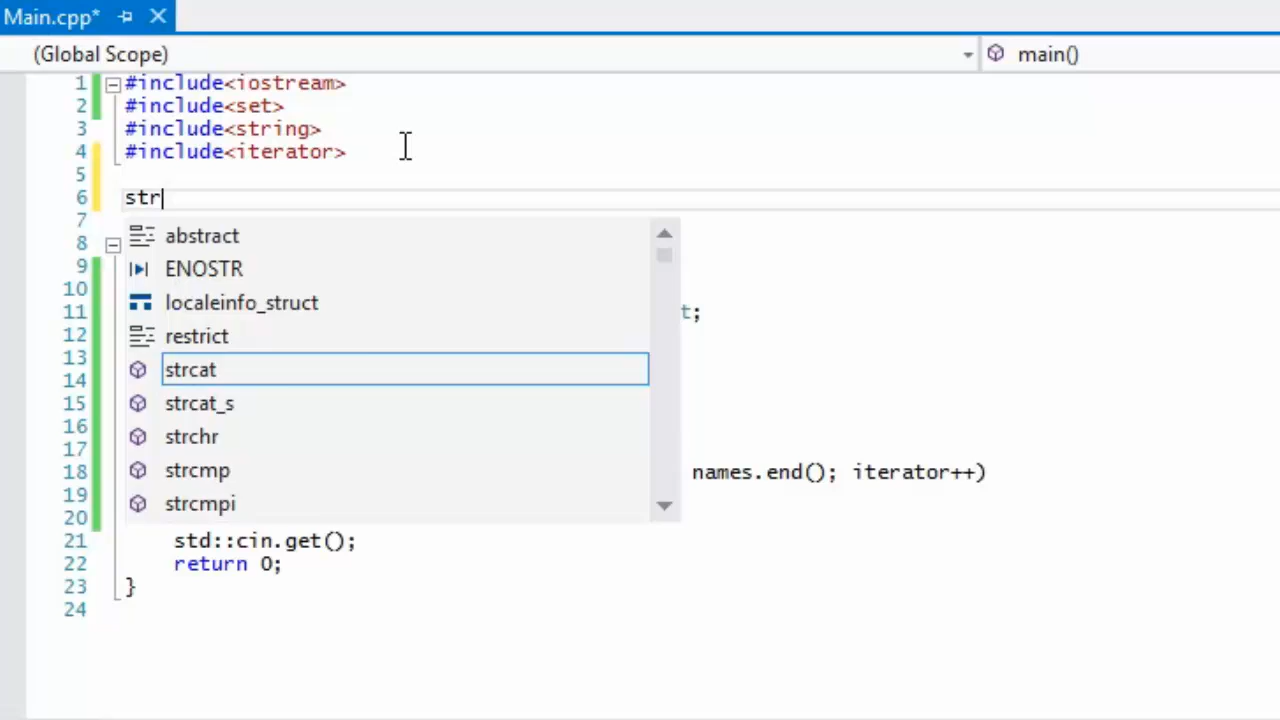 Main.cpp*
(Global Scope) main()
1 #include<iostream>
2 #include<set>
3 #include<string>
4 #include<iterator>
5
6 str
7
8 abstract
9 ENOSTR
10 localeinfo_struct
11 t;
12 restrict
13 strcat
14
15 strcat_s
16 strchr
17
18 strcmp names.end(); iterator++)
19 strcmpi
20
21 std::cin.get();
22 return 0;
23 }
24